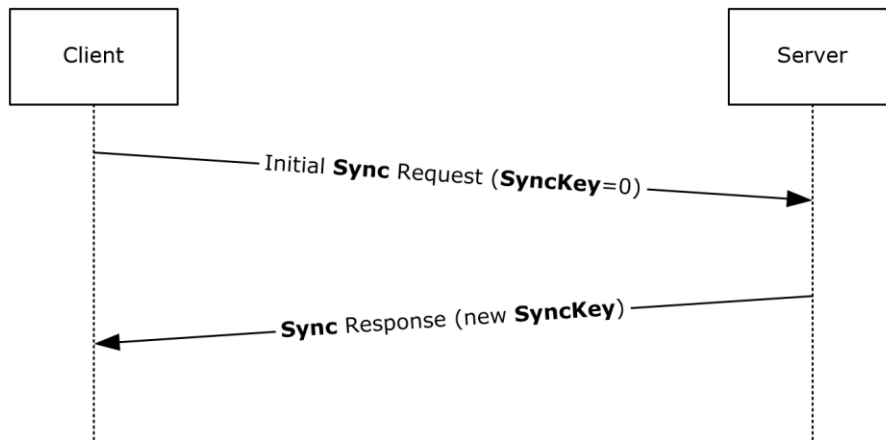 Client
Server
Initial Sync Request (SyncKey=0)
Sync Response (new SyncKey)